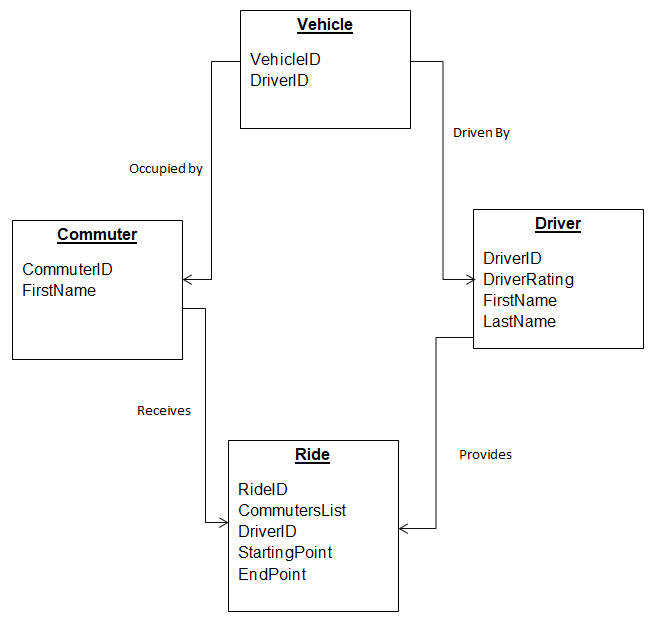 Vehicle
VehicleID
DriverID
Driven By
Occupied by
Driver
DriverID
DriverRating
FirstName
LastName
Commuter
CommuterID
FirstName
Receives
Provides
Ride
RideID
CommutersList
DriverID
StartingPoint
EndPoint